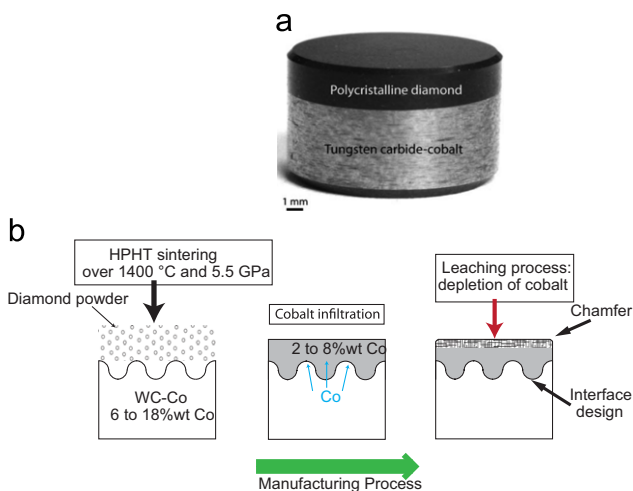 a
Polycristalline diamond
Tungsten carbide-cobalt
1 mm
b
HPHT sintering
over 1400 °C and 5.5 GPa
Diamond powder
WC-Co
6 to 18%wt Co
Cobalt infiltration
2 to 8%wt Co
Co
Leaching process:
depletion of cobalt
Chamfer
Interface
design
Manufacturing Process